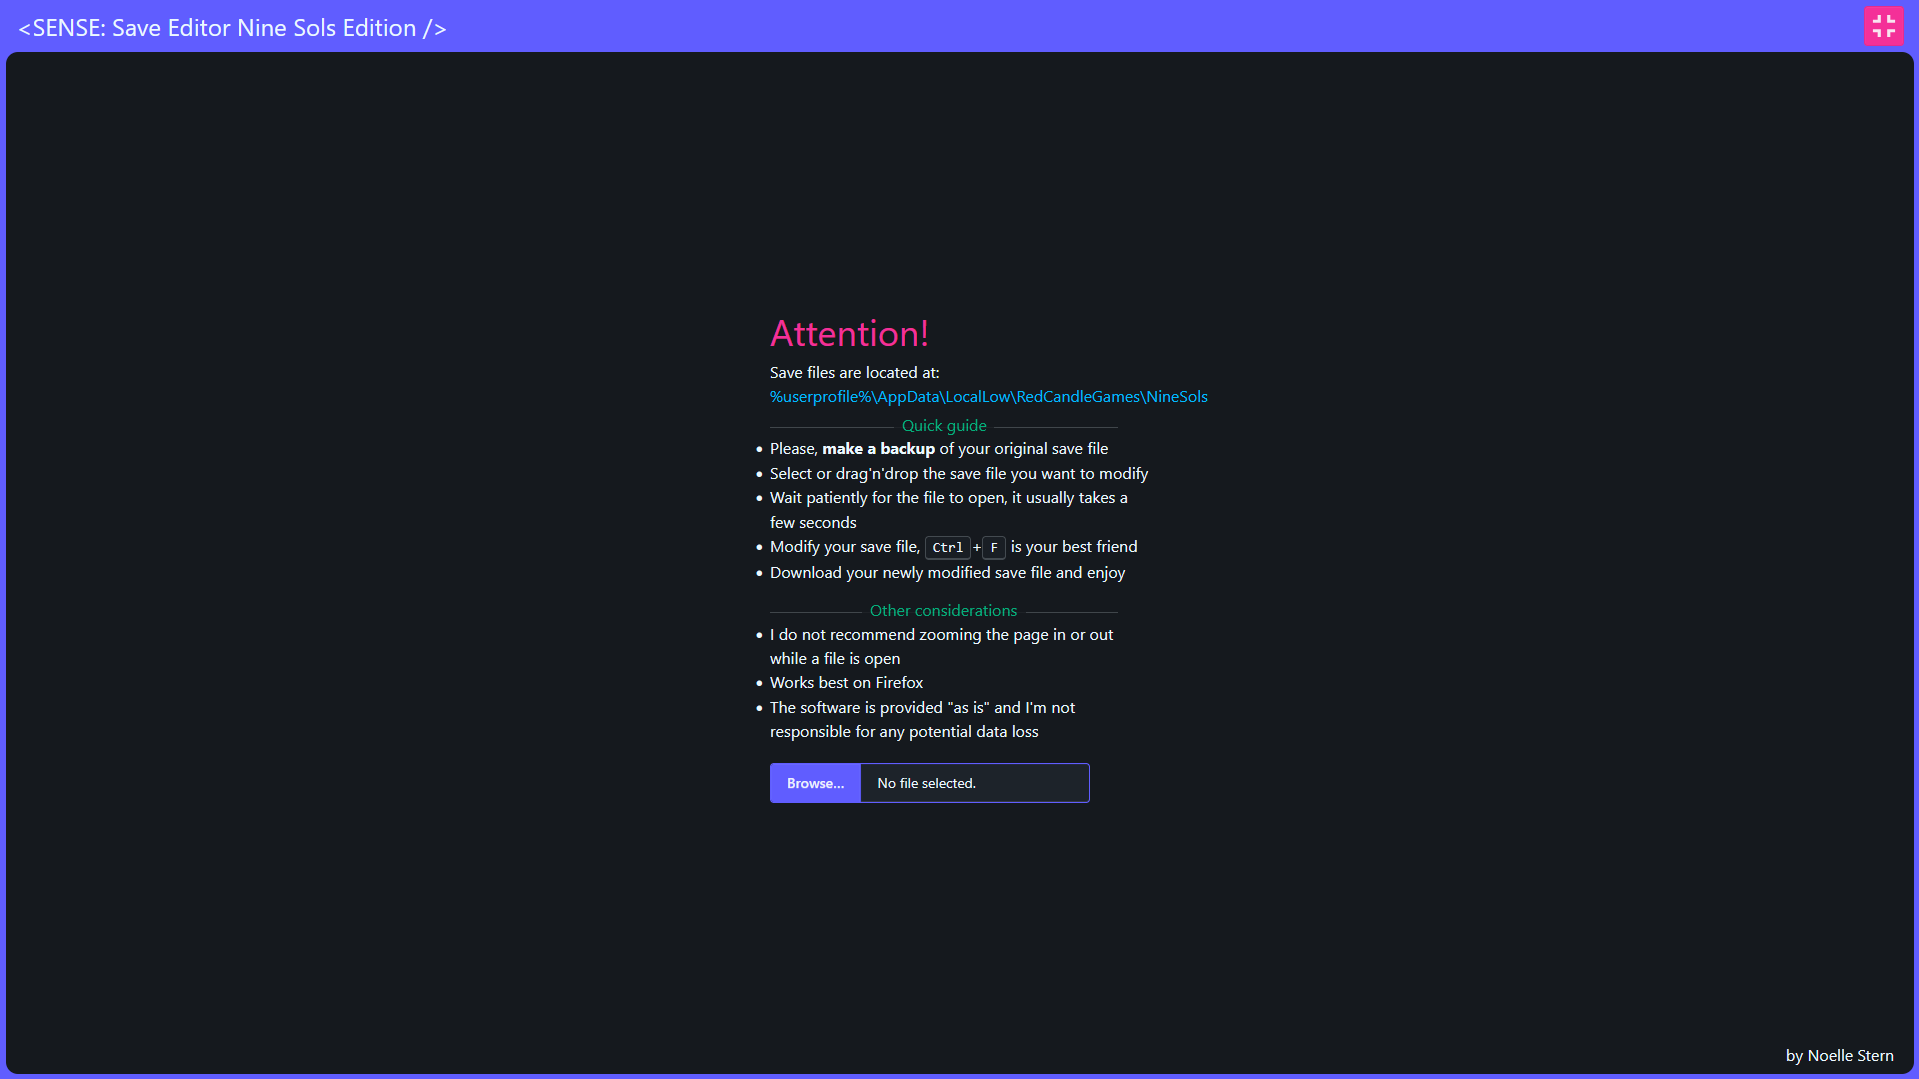 <SENSE: Save Editor Nine Sols Edition />
Attention!
Save files are located at:
%userprofile%\AppData\LocalLow\RedCandleGames\NineSols
Quick guide
• Please, make a backup of your original save file
• Select or drag'n'drop the save file you want to modify
• Wait patiently for the file to open, it usually takes a
few seconds
• Modify your save file, Ctrl + F is your best friend
• Download your newly modified save file and enjoy
Other considerations
• I do not recommend zooming the page in or out
while a file is open
• Works best on Firefox
• The software is provided "as is" and I'm not
responsible for any potential data loss
Browse... No file selected.
by Noelle Stern